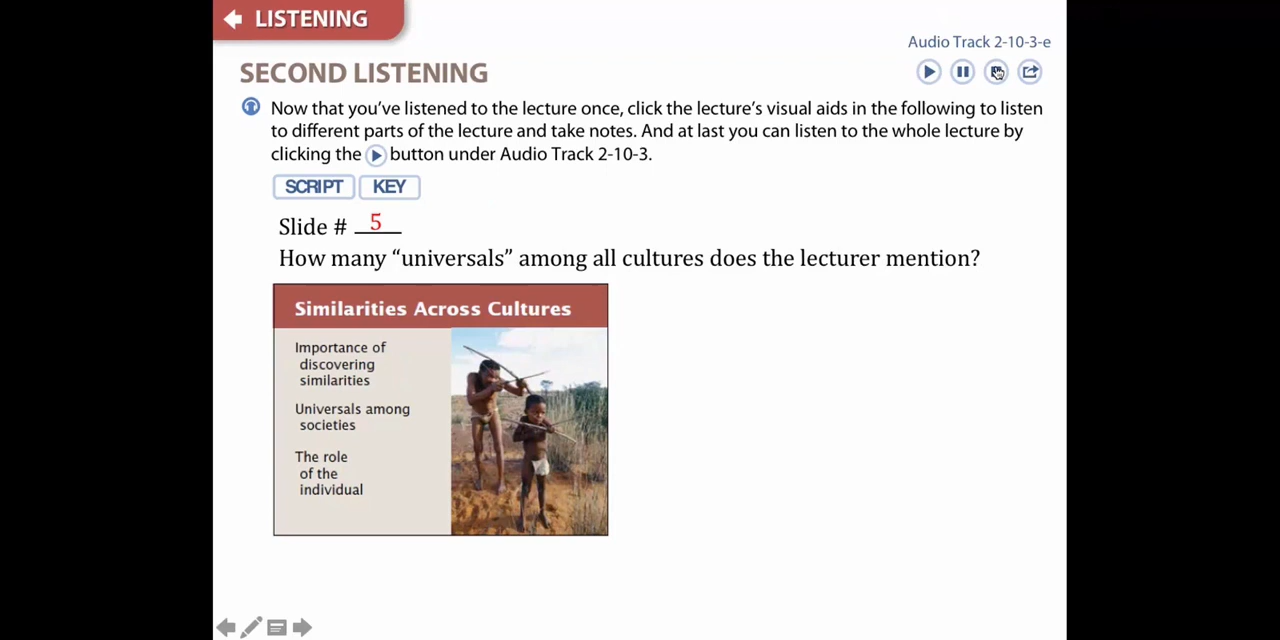 LISTENING
Audio Track 2-10-3-e
SECOND LISTENING
Now that you've listened to the lecture once, click the lecture's visual aids in the following to listen
to different parts of the lecture and take notes. And at last you can listen to the whole lecture by
clicking the button under Audio Track 2-10-3.
SCRIPT KEY
Slide # 5
How many “universals” among all cultures does the lecturer mention?
Similarities Across Cultures
Importance of
discovering
similarities
Universals among
societies
The role
of the
individual